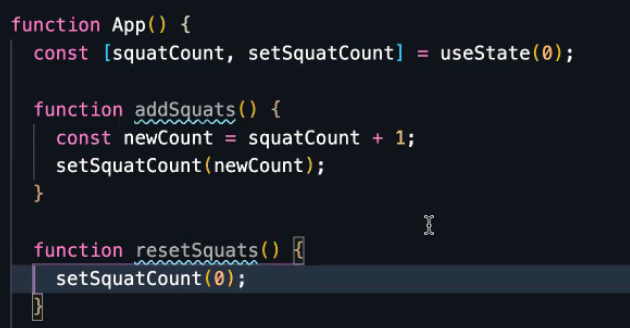 function App() {
  const [squatCount, setSquatCount] = useState(0);

  function addSquats() {
    const newCount = squatCount + 1;
    setSquatCount(newCount);
  }

  function resetSquats() {
    setSquatCount(0);
  }